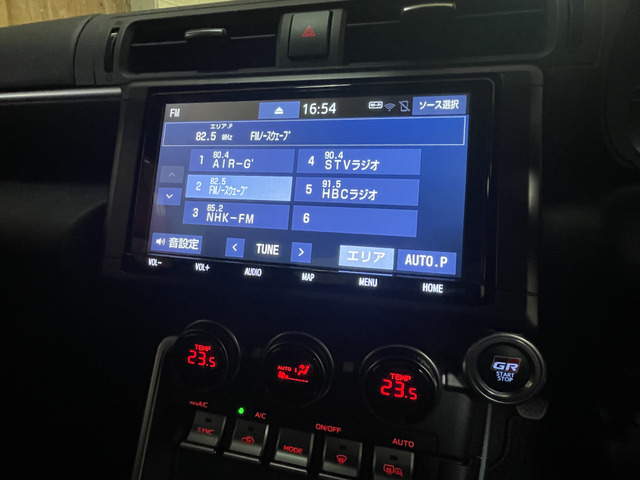 FM 16:54 ソース選択
エリア.P
82.5 MHz FMノースウェーブ
1 80.4 AIR-G'
4 90.4 STVラジオ
2 82.5 FMノースウェーブ
5 91.5 HBCラジオ
3 85.2 NHK-FM
6
音設定 < TUNE > エリア AUTO.P
VOL- VOL+ AUDIO MAP MENU HOME
TEMP 23.5
AUTO
TEMP 23.5
GR START STOP
A/C ON/OFF AUTO
SYNC MODE